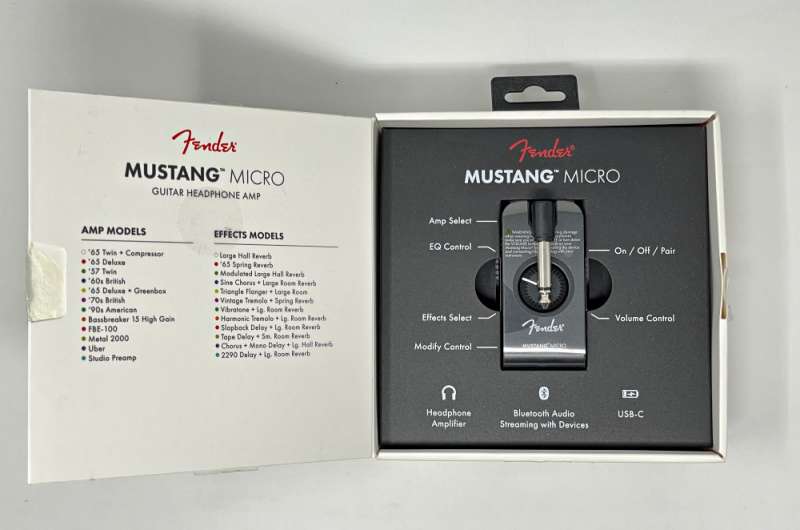 Fender
MUSTANG™ MICRO
GUITAR HEADPHONE AMP
AMP MODELS
'65 Twin + Compressor
'65 Deluxe
'57 Twin
'60s British
'65 Deluxe + Greenbox
'70s British
'90s American
Bassbreaker 15 High Gain
FBE-100
Metal 2000
Uber
Studio Preamp
EFFECTS MODELS
Large Hall Reverb
'65 Spring Reverb
Modulated Large Hall Reverb
Sine Chorus + Large Room Reverb
Triangle Flanger + Large Room
Vintage Tremolo + Spring Reverb
Vibratone + Lg. Room Reverb
Harmonic Tremolo + Lg. Room Reverb
Slapback Delay + Lg. Room Reverb
Tape Delay + Sm. Room Reverb
Chorus + Mono Delay + Lg. Hall Reverb
2290 Delay + Lg. Room Reverb
Fender®
MUSTANG™ MICRO
Amp Select
EQ Control
On / Off / Pair
Effects Select
Volume Control
Modify Control
WARNING
Fender
MUSTANG MICRO
Headphone
Amplifier
Bluetooth Audio
Streaming with Devices
USB-C